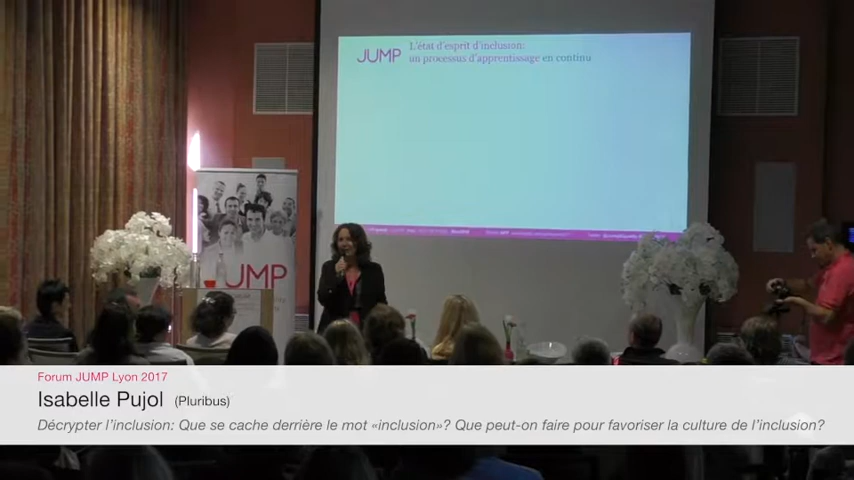 JUMP
L'état d'esprit d'inclusion:
un processus d'apprentissage en continu
JUMP
Forum JUMP Lyon 2017
Isabelle Pujol (Pluribus)
Décrypter l'inclusion: Que se cache derrière le mot «inclusion»? Que peut-on faire pour favoriser la culture de l'inclusion?